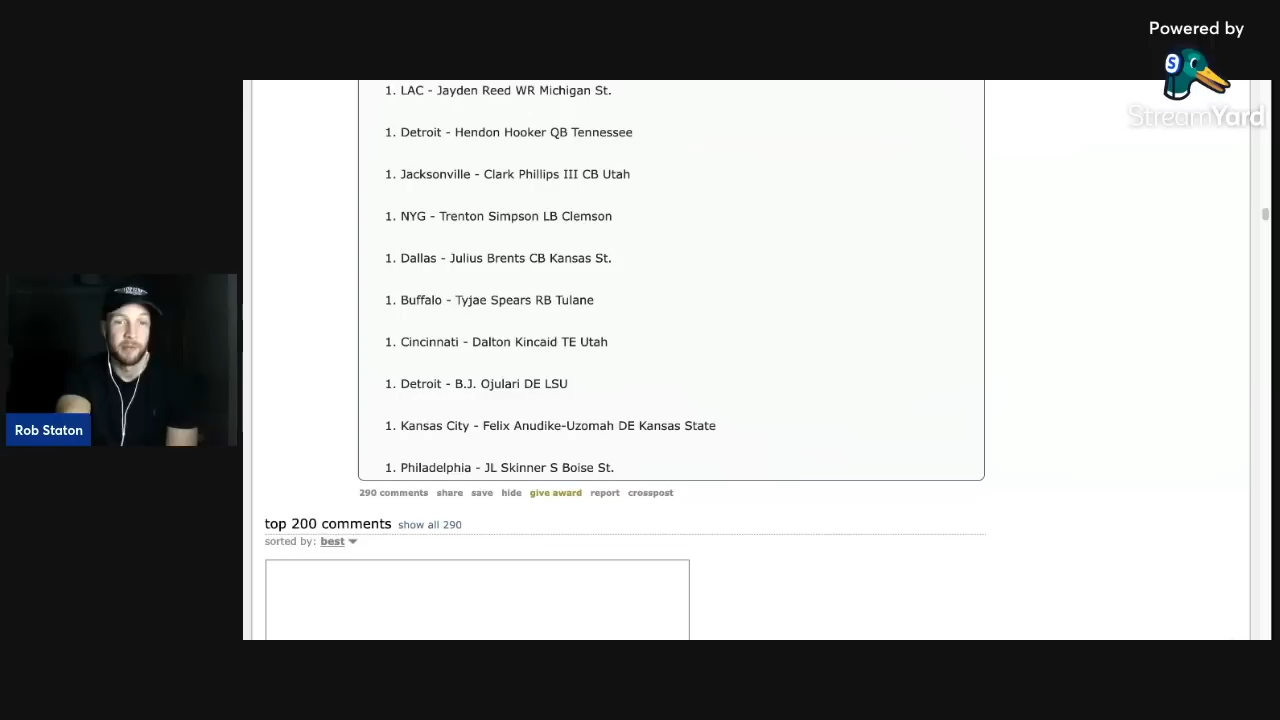 Powered by
StreamYard
1. LAC - Jayden Reed WR Michigan St.
1. Detroit - Hendon Hooker QB Tennessee
1. Jacksonville - Clark Phillips III CB Utah
1. NYG - Trenton Simpson LB Clemson
1. Dallas - Julius Brents CB Kansas St.
1. Buffalo - Tyjae Spears RB Tulane
1. Cincinnati - Dalton Kincaid TE Utah
1. Detroit - B.J. Ojulari DE LSU
1. Kansas City - Felix Anudike-Uzomah DE Kansas State
1. Philadelphia - JL Skinner S Boise St.
Rob Staton
290 comments share save hide give award report crosspost
top 200 comments show all 290
sorted by: best